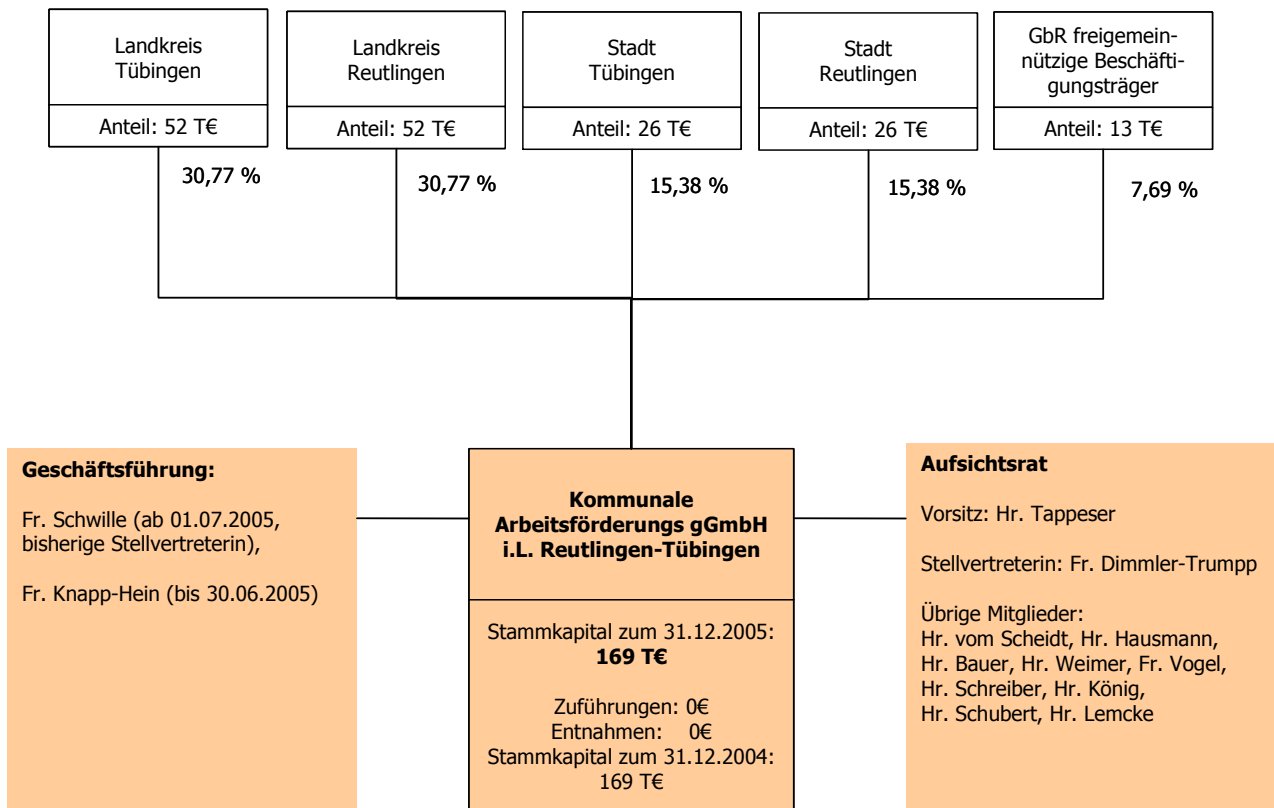 Landkreis
Tübingen
Anteil: 52 T€
30,77 %
Landkreis
Reutlingen
Anteil: 52 T€
30,77 %
Stadt
Tübingen
Anteil: 26 T€
15,38 %
Stadt
Reutlingen
Anteil: 26 T€
15,38 %
GbR freigemein-
nützige Beschäfti-
gungsträger
Anteil: 13 T€
7,69 %
Geschäftsführung:
Fr. Schwille (ab 01.07.2005,
bisherige Stellvertreterin),
Fr. Knapp-Hein (bis 30.06.2005)
Kommunale
Arbeitsförderungs gGmbH
i.L. Reutlingen-Tübingen
Stammkapital zum 31.12.2005:
169 T€
Zuführungen: 0€
Entnahmen: 0€
Stammkapital zum 31.12.2004:
169 T€
Aufsichtsrat
Vorsitz: Hr. Tappeser
Stellvertreterin: Fr. Dimmler-Trumpp
Übrige Mitglieder:
Hr. vom Scheidt, Hr. Hausmann,
Hr. Bauer, Hr. Weimer, Fr. Vogel,
Hr. Schreiber, Hr. König,
Hr. Schubert, Hr. Lemcke